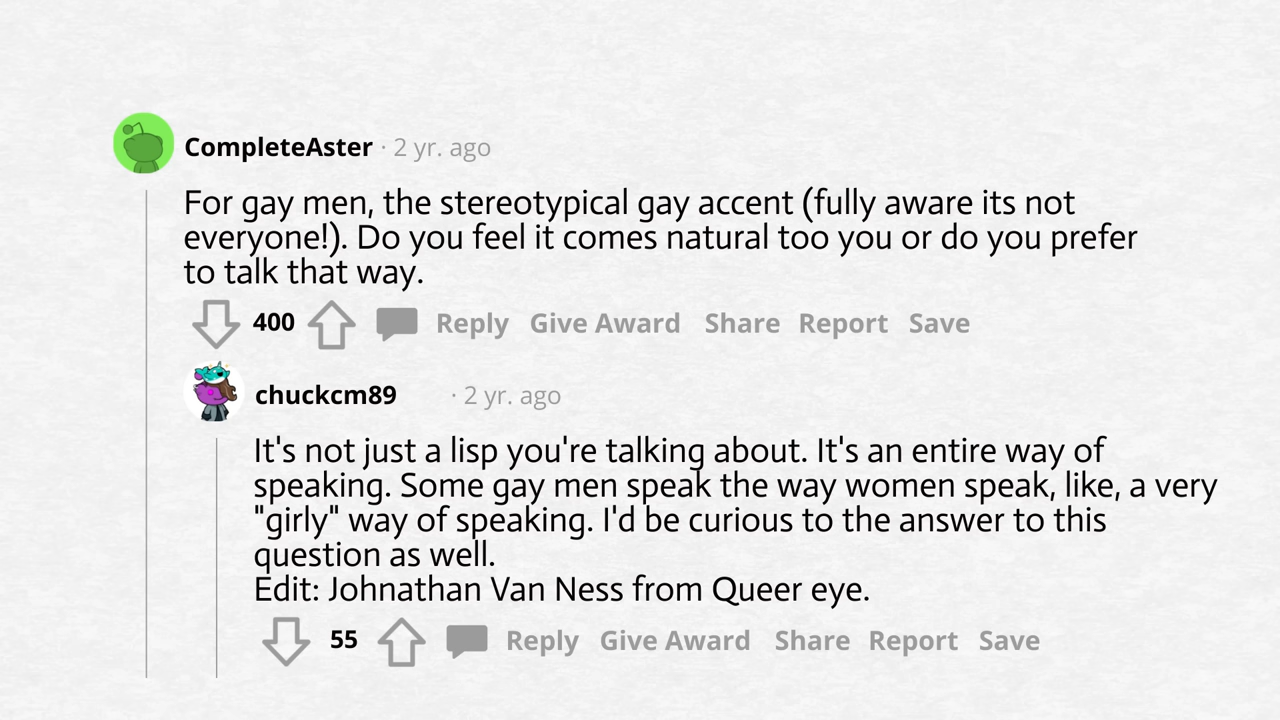 CompleteAster · 2 yr. ago
For gay men, the stereotypical gay accent (fully aware its not
everyone!). Do you feel it comes natural too you or do you prefer
to talk that way.
400 Reply Give Award Share Report Save
chuckcm89 · 2 yr. ago
It's not just a lisp you're talking about. It's an entire way of
speaking. Some gay men speak the way women speak, like, a very
"girly" way of speaking. I'd be curious to the answer to this
question as well.
Edit: Johnathan Van Ness from Queer eye.
55 Reply Give Award Share Report Save